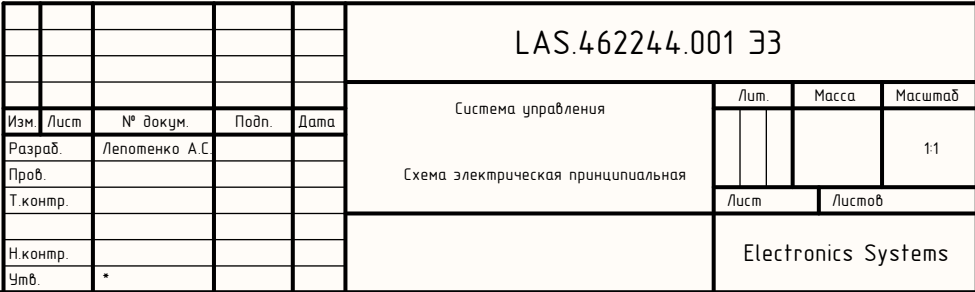 LAS.462244.001 Э3
Система управления
Лит. Масса Масштаб
Изм. Лист № докум. Подп. Дата
Разраб. Лепотенко А.С.
1:1
Пров.
Схема электрическая принципиальная
Т.контр.
Лист Листов
Н.контр.
Electronics Systems
Утв. *